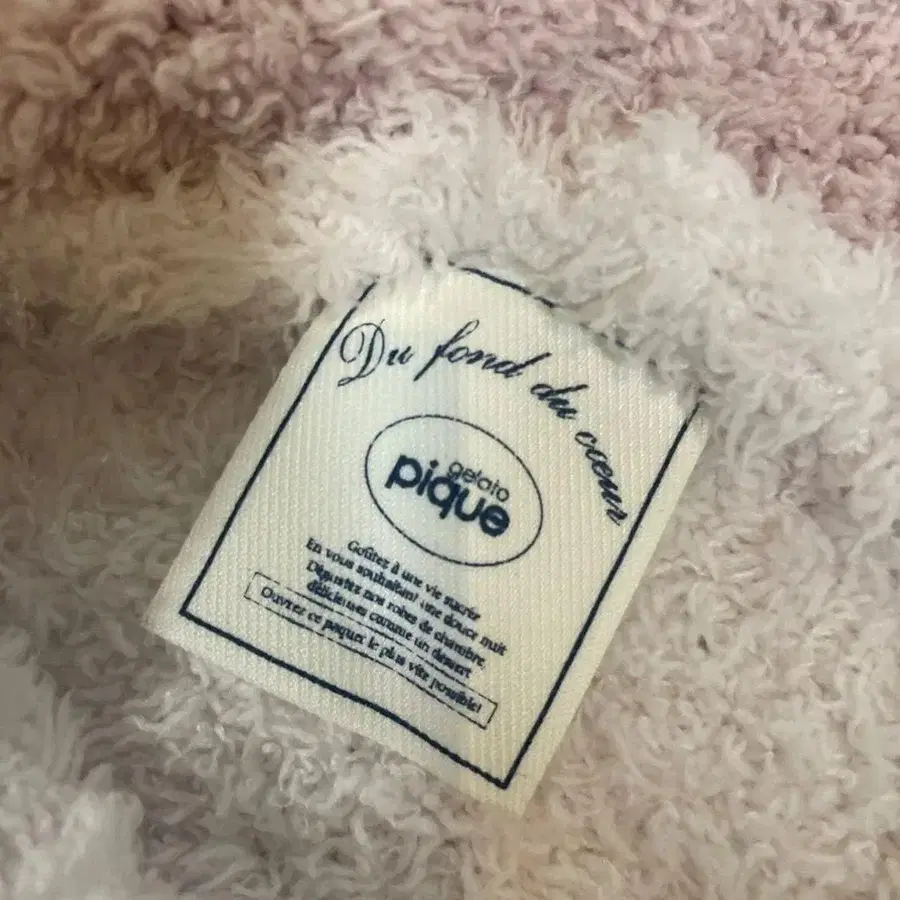 Du fond du cœur
gelato
pique
Goûtez à une vie sucrée
En vous souhaitant une douce nuit
Dégustez nos robes de chambre,
délicieuses comme un dessert
Ouvrez ce paquet le plus vite possible!